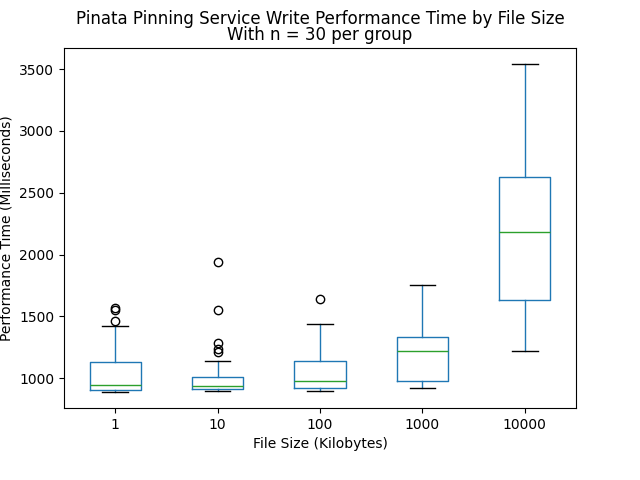 Pinata Pinning Service Write Performance Time by File Size
With n = 30 per group
Performance Time (Milliseconds)
3500
3000
2500
2000
1500
1000
1 10 100 1000 10000
File Size (Kilobytes)